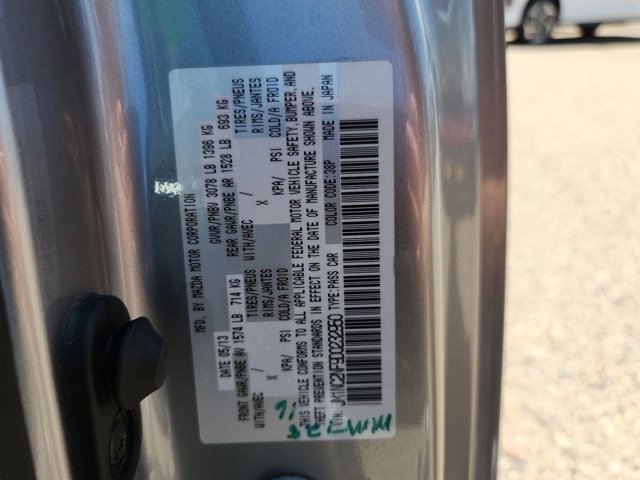 MFD. BY MAZDA MOTOR CORPORATION
DATE 05/13 GVWR/PNBV 3078 LB 1396 KG
FRONT GAWR/PNBE AV 1574 LB 714 KG REAR GAWR/PNBE AR 1528 LB 693 KG
TIRES/PNEUS TIRES/PNEUS
WITH/AVEC / RIMS/JANTES WITH/AVEC / RIMS/JANTES
X X
KPA/ PSI COLD/A FROID KPA/ PSI COLD/A FROID
THIS VEHICLE CONFORMS TO ALL APPLICABLE FEDERAL MOTOR VEHICLE SAFETY, BUMPER, AND
THEFT PREVENTION STANDARDS IN EFFECT ON THE DATE OF MANUFACTURE SHOWN ABOVE.
VIN: TYPE: PASS CAR COLOR CODE: 38P MADE IN JAPAN